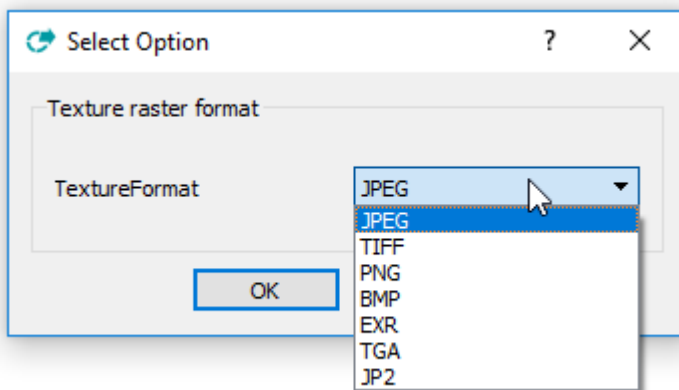 Select Option
?
Texture raster format
TextureFormat
JPEG
JPEG
TIFF
PNG
BMP
EXR
TGA
JP2
OK